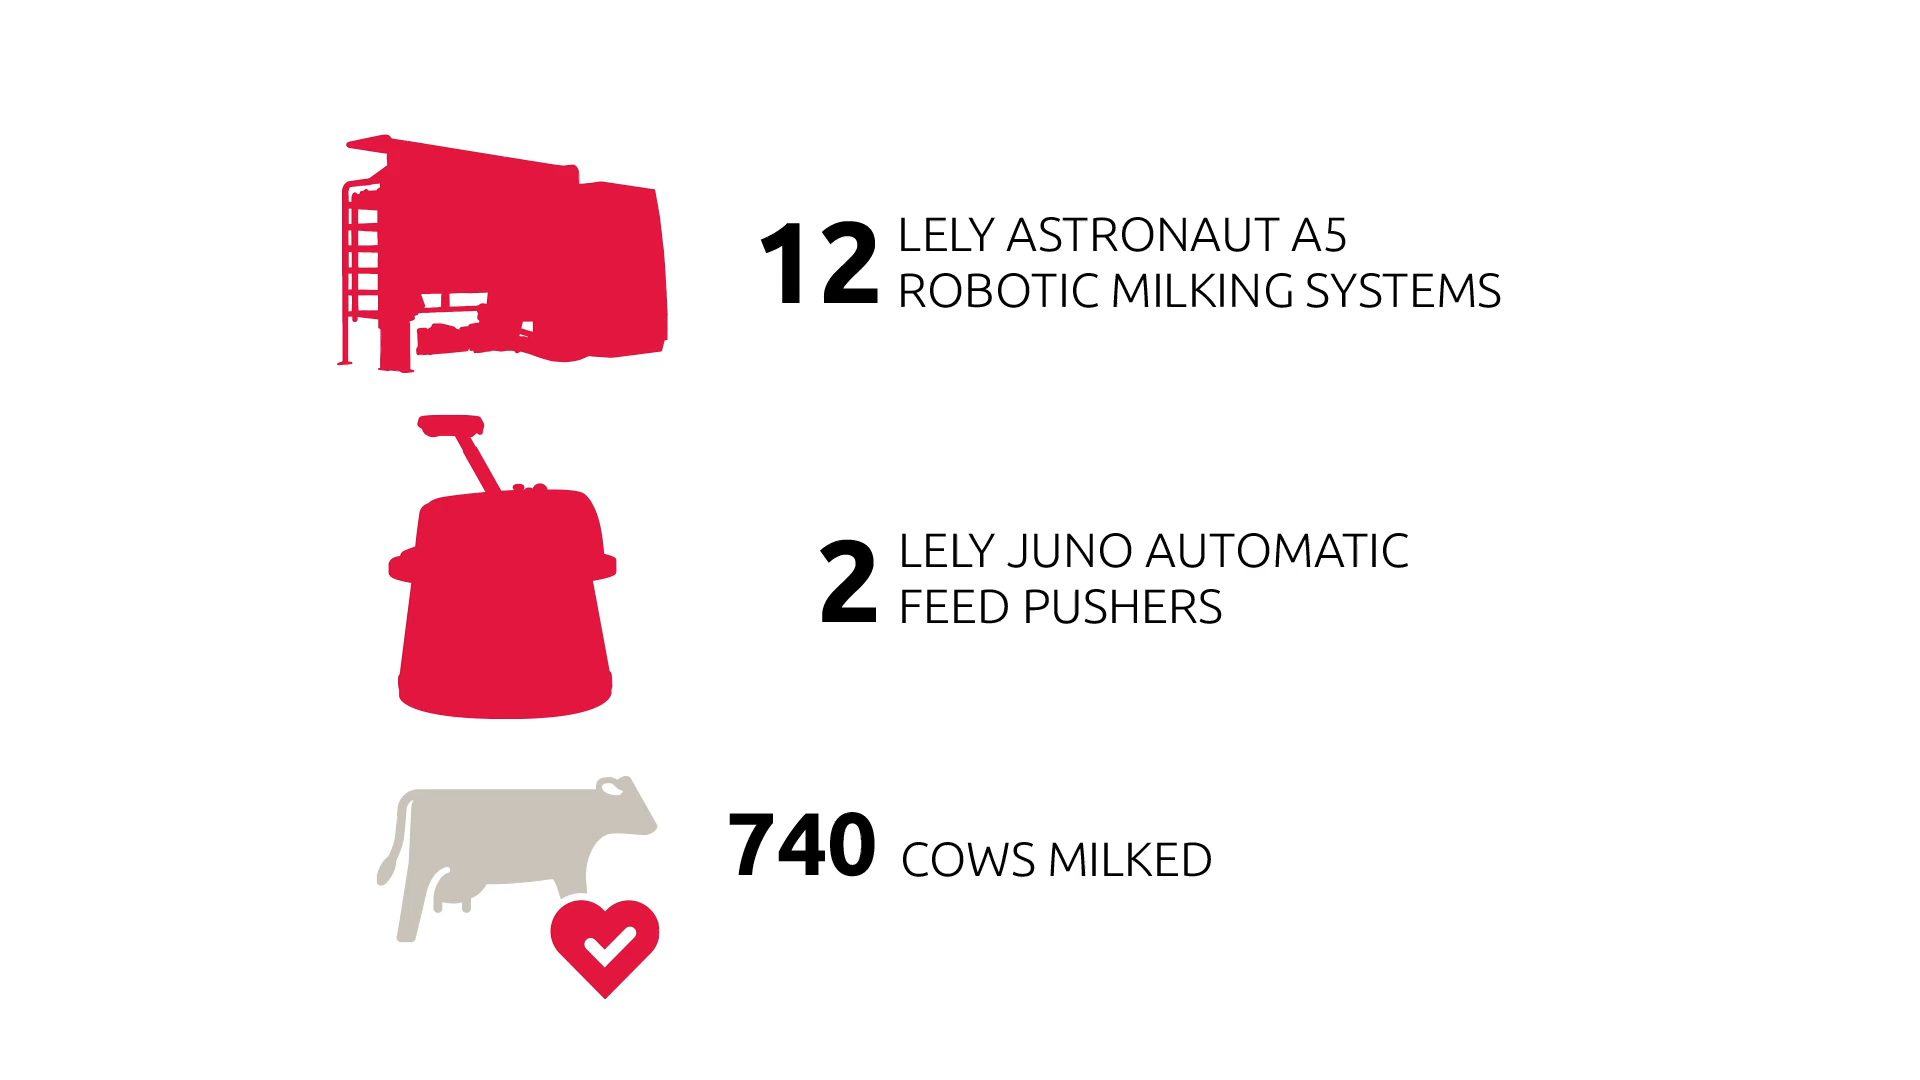 12 LELY ASTRONAUT A5
ROBOTIC MILKING SYSTEMS
2 LELY JUNO AUTOMATIC
FEED PUSHERS
740 COWS MILKED